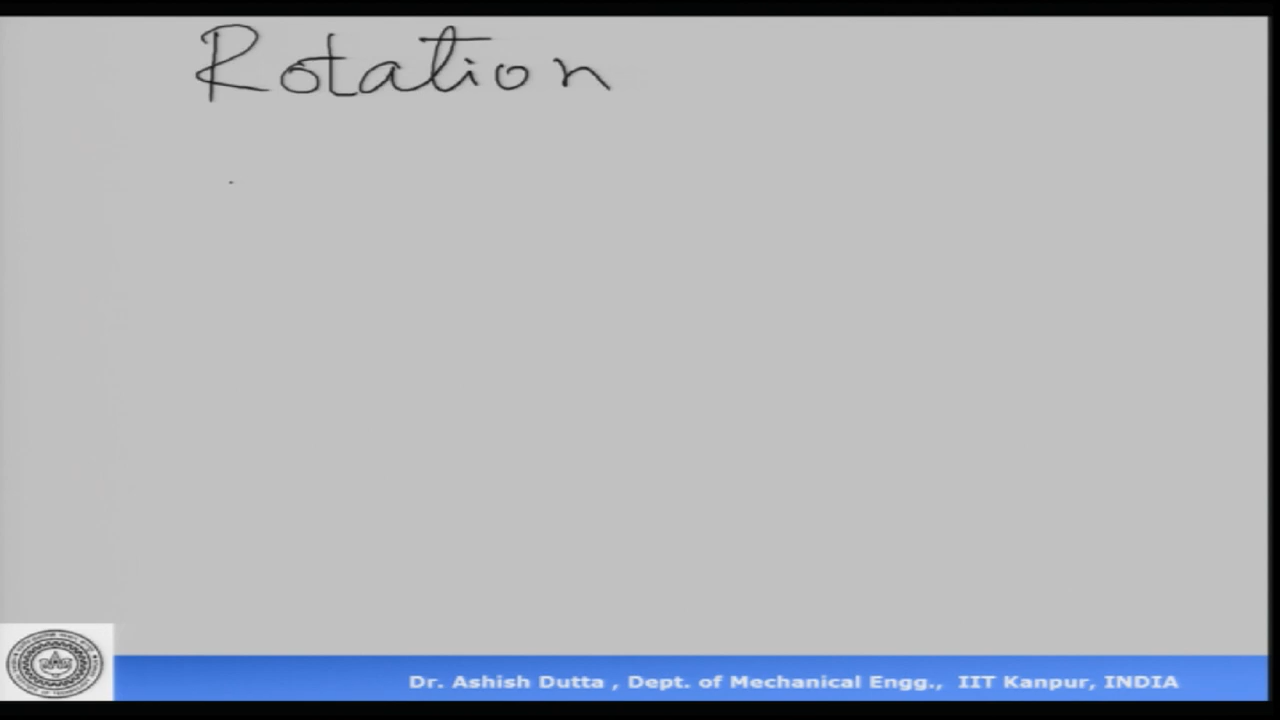 Rotation
Dr. Ashish Dutta , Dept. of Mechanical Engg., IIT Kanpur, INDIA